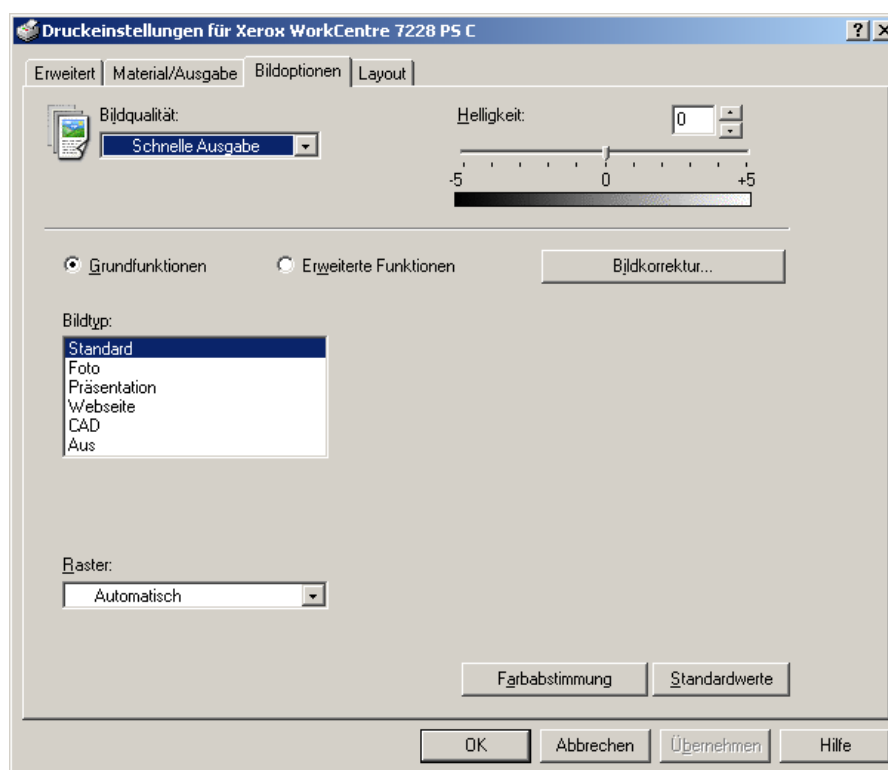 Druckeinstellungen für Xerox WorkCentre 7228 PS C
Erweitert Material/Ausgabe Bildoptionen Layout
Bildqualität:
Schnelle Ausgabe
Helligkeit:
0
-5 0 +5
Grundfunktionen
Erweiterte Funktionen
Bildkorrektur...
Bildtyp:
Standard
Foto
Präsentation
Webseite
CAD
Aus
Raster:
Automatisch
Farbabstimmung
Standardwerte
OK
Abbrechen
Übernehmen
Hilfe